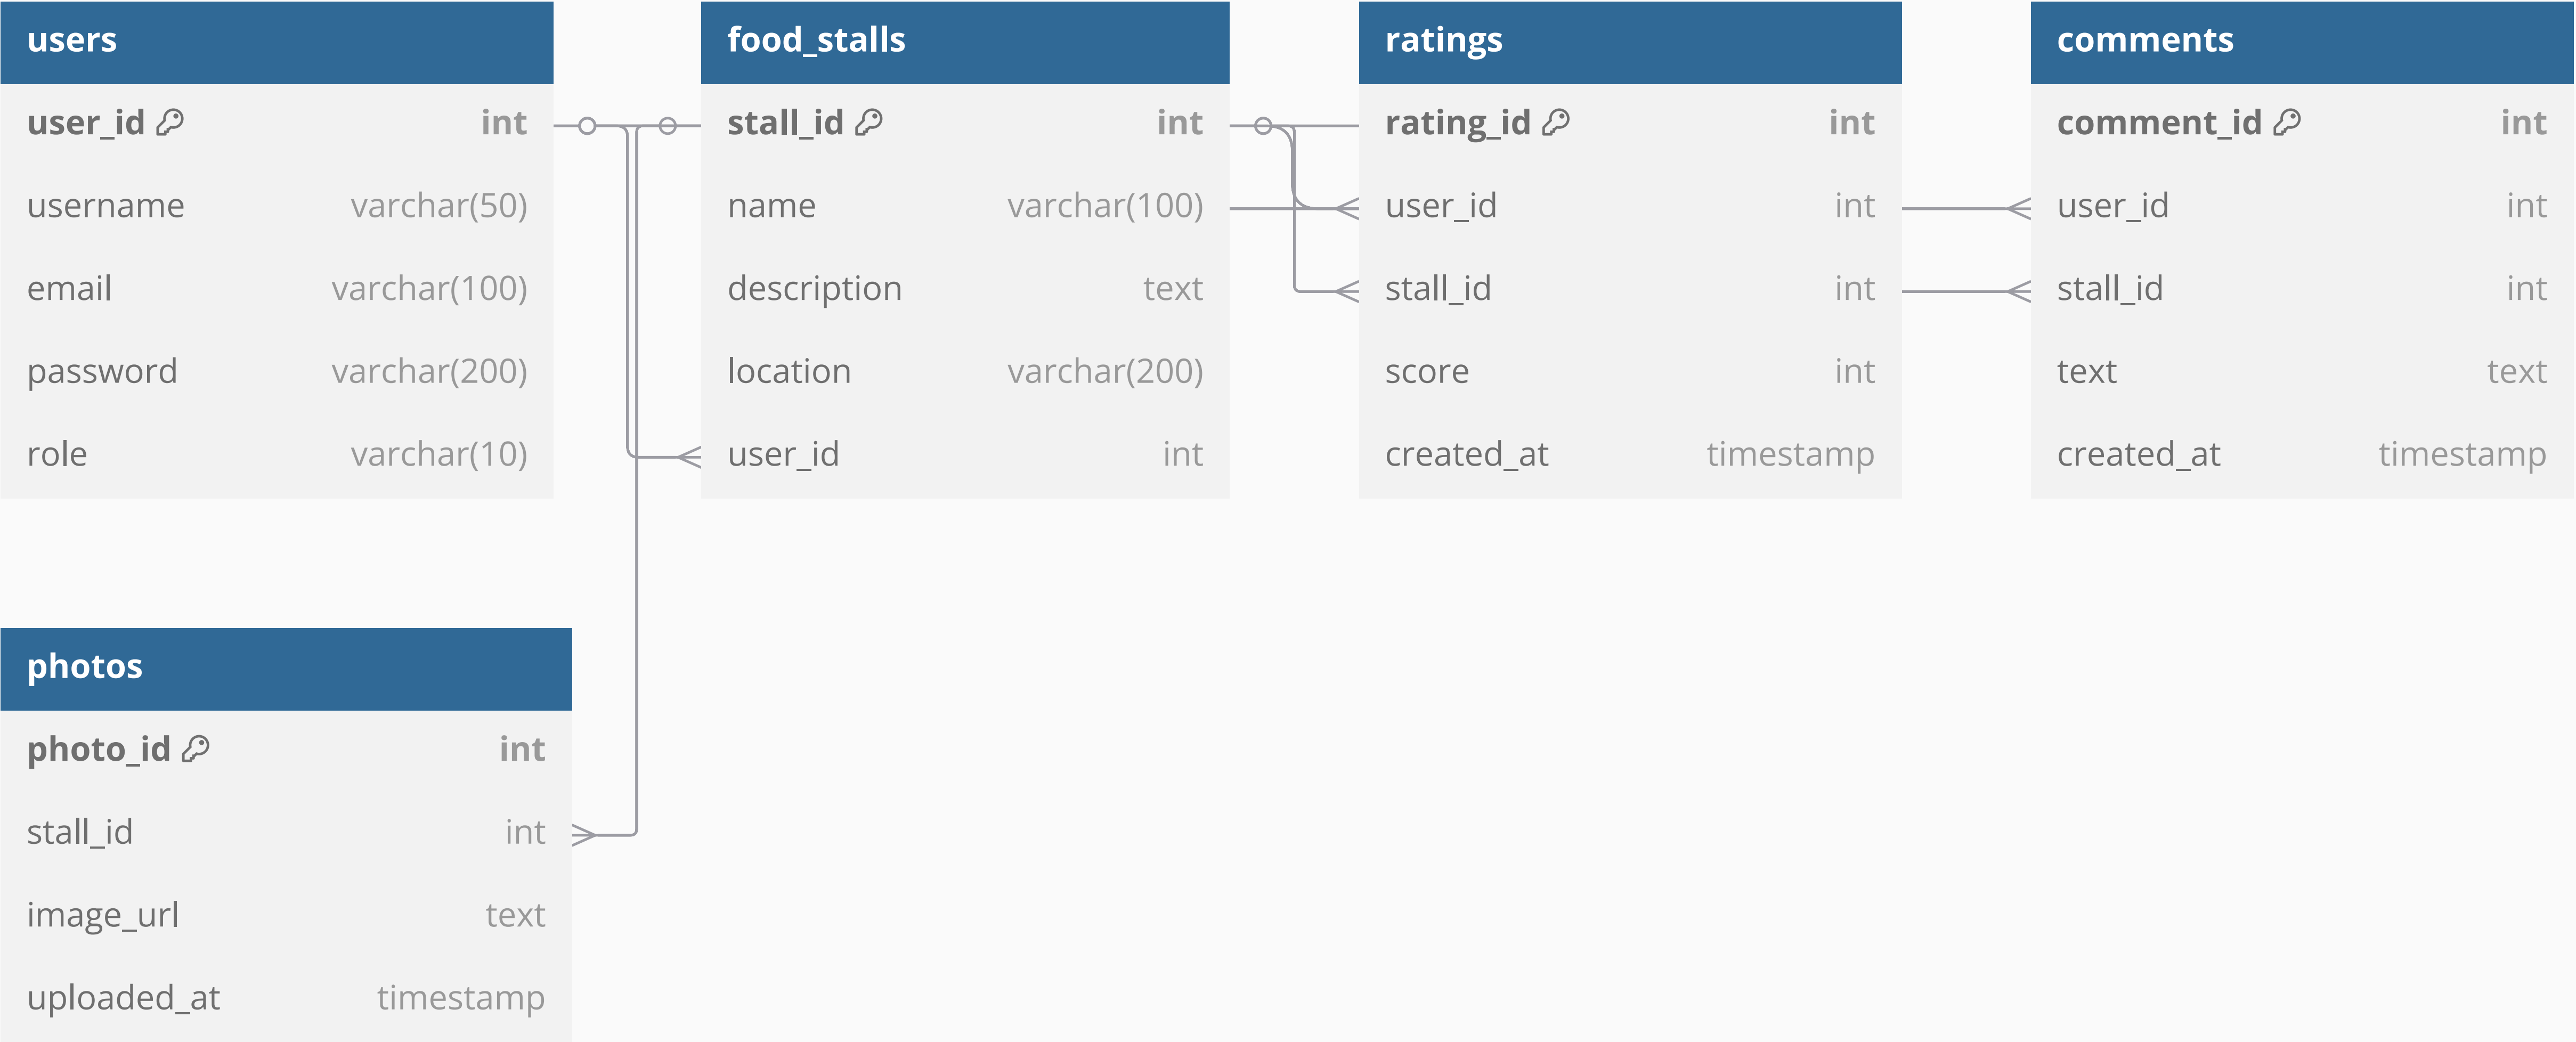 users
user_id int
username varchar(50)
email varchar(100)
password varchar(200)
role varchar(10)
food_stalls
stall_id int
name varchar(100)
description text
location varchar(200)
user_id int
ratings
rating_id int
user_id int
stall_id int
score int
created_at timestamp
comments
comment_id int
user_id int
stall_id int
text text
created_at timestamp
photos
photo_id int
stall_id int
image_url text
uploaded_at timestamp